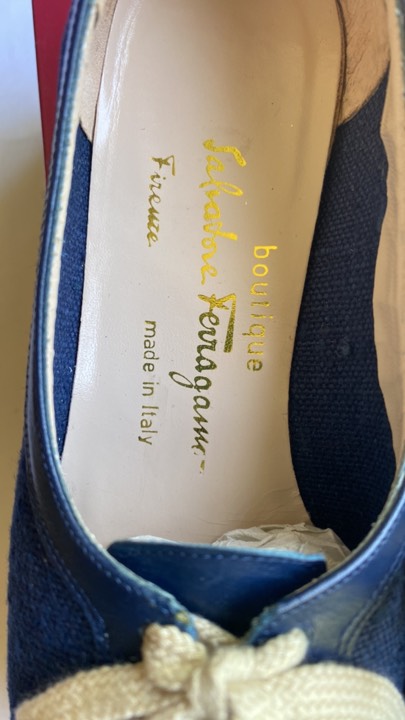 boutique
Salvatore Ferragamo
Firenze
made in Italy